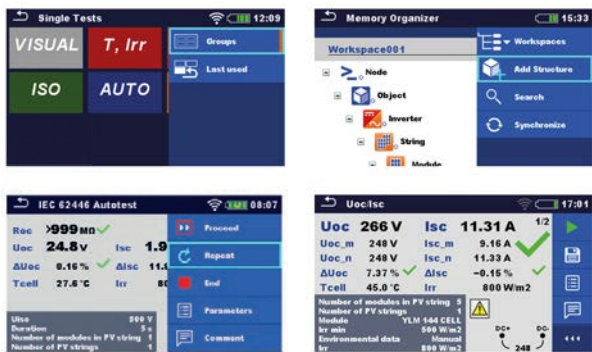 Single Tests 12:09
VISUAL T, Irr Groups
Last used
ISO AUTO
Memory Organizer 15:33
Workspace001 Workspaces
Node Add Structure
Object Search
Inverter Synchronize
String
Module
IEC 62446 Autotest 08:07
Roc >999 MΩ Proceed
Uoc 24.8 V Isc 1.9
ΔUoc 0.16 % ΔIsc 11. Repeat
Tcell 27.6 °C Irr 80 End
Parameters
Uiso 500 V
Duration 5 s
Number of modules in PV string 1
Number of PV strings 1
Comment
Uoc/Isc 17:01
Uoc 266 V Isc 11.31 A 1/2
Uoc_m 248 V Isc_m 9.16 A
Uoc_n 248 V Isc_n 11.33 A
ΔUoc 7.37 % ΔIsc -0.15 %
Tcell 45.0 °C Irr 800 W/m2
Number of modules in PV string 5
Number of PV strings 1
Module YLM 144 CELL
Irr min 500 W/m2
Environmental data Manual
Irr 800 W/m2
DC+ DC-
248